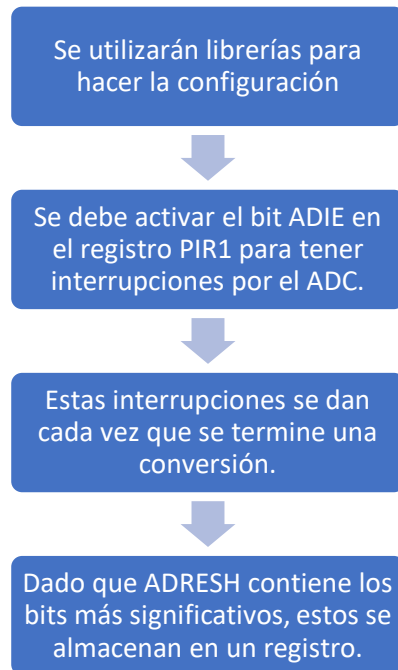 Se utilizarán librerías para
hacer la configuración
Se debe activar el bit ADIE en
el registro PIR1 para tener
interrupciones por el ADC.
Estas interrupciones se dan
cada vez que se termine una
conversión.
Dado que ADRESH contiene los
bits más significativos, estos se
almacenan en un registro.